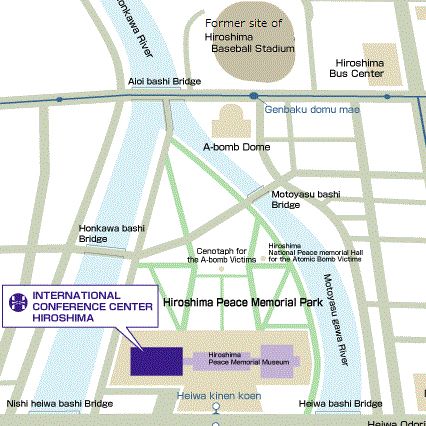 Honkawa River
Former site of
Hiroshima
Baseball Stadium
Hiroshima
Bus Center
Aioi bashi Bridge
Genbaku domu mae
A-bomb Dome
Motoyasu bashi
Bridge
Honkawa bashi
Bridge
Cenotaph for
the A-bomb Victims
Hiroshima
National Peace memorial Hall
for the Atomic Bomb Victims
Motoyasu gawa River
Hiroshima Peace Memorial Park
INTERNATIONAL
CONFERENCE CENTER
HIROSHIMA
Hiroshima
Peace Memorial Museum
Heiwa kinen koen
Nishi heiwa bashi Bridge
Heiwa bashi Bridge
Heiwa Odori